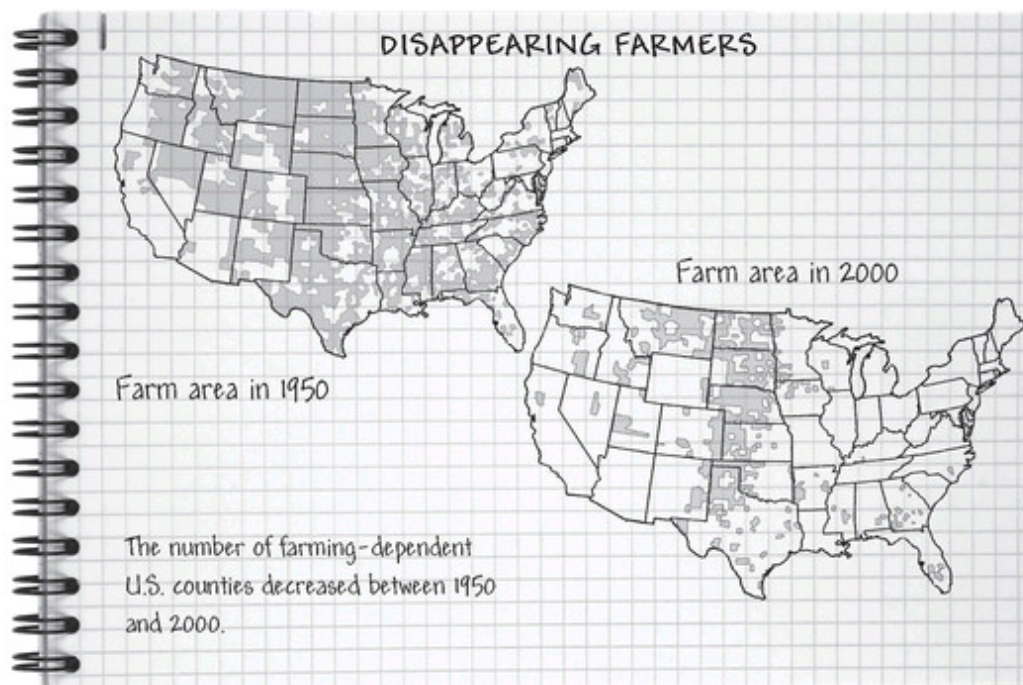 DISAPPEARING FARMERS
Farm area in 2000
Farm area in 1950
The number of farming-dependent
U.S. counties decreased between 1950
and 2000.